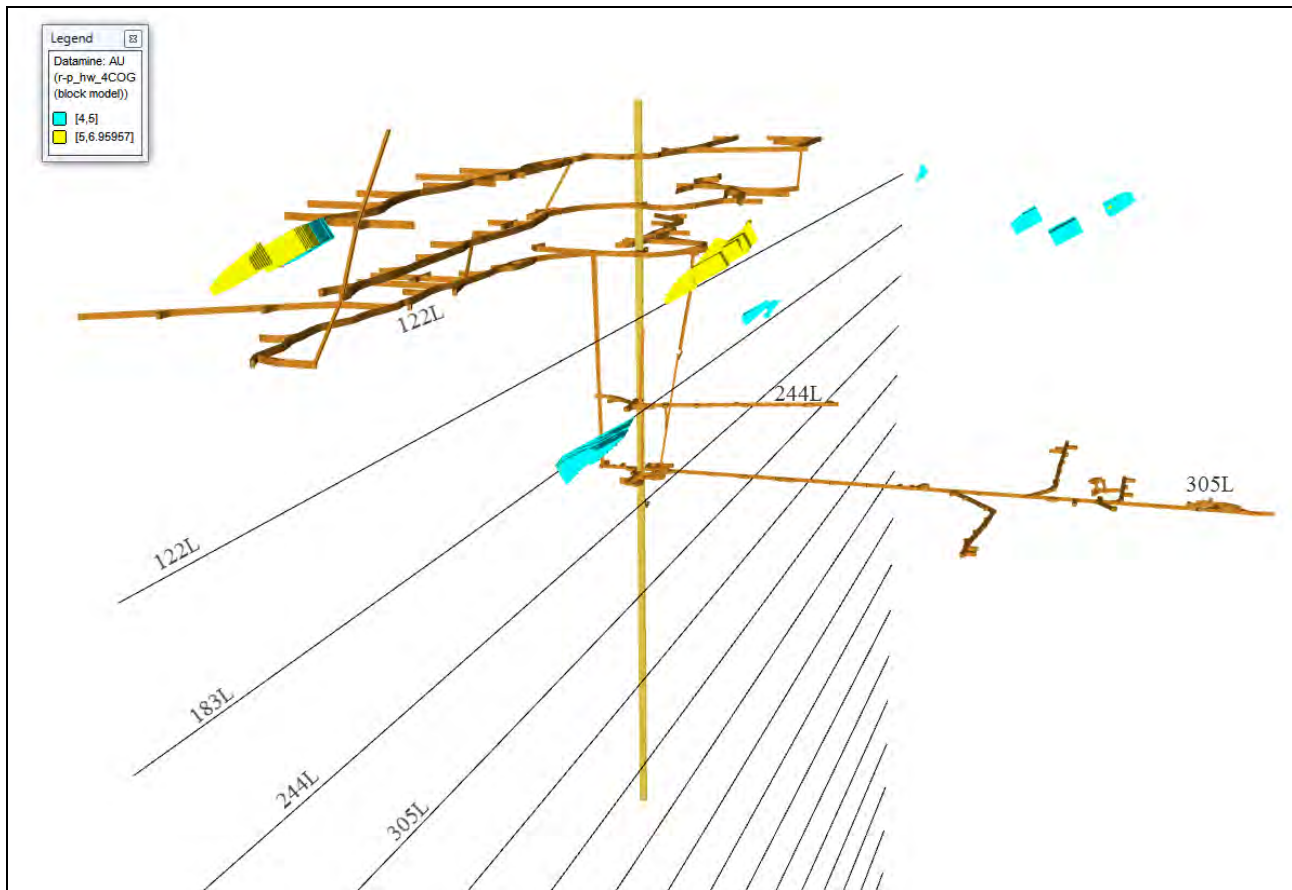 Legend
Datamine: AU
(r-p_hw_4COG
(block model))
[4,5]
[5,6.95957]
122L
244L
305L
122L
183L
244L
305L